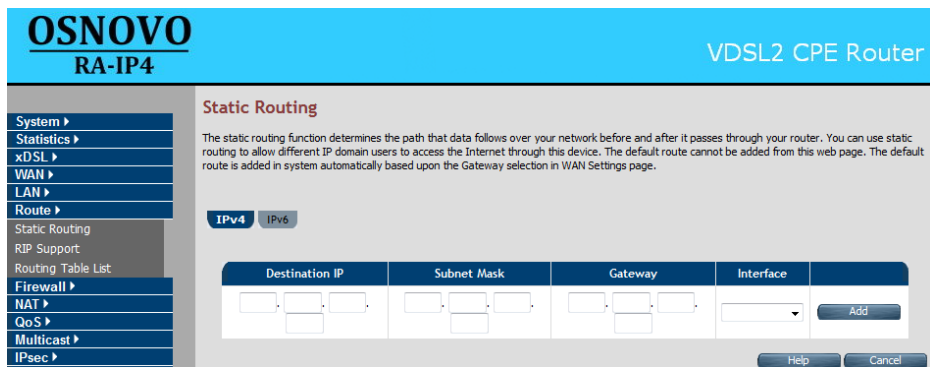 OSNOVO
RA-IP4
VDSL2 CPE Router
System
Statistics
xDSL
WAN
LAN
Route
Static Routing
RIP Support
Routing Table List
Firewall
NAT
QoS
Multicast
IPsec
Static Routing
The static routing function determines the path that data follows over your network before and after it passes through your router. You can use static
routing to allow different IP domain users to access the Internet through this device. The default route cannot be added from this web page. The default
route is added in system automatically based upon the Gateway selection in WAN Settings page.
IPv4 IPv6
Destination IP Subnet Mask Gateway Interface
. . . . . . . . .
Add
Help Cancel